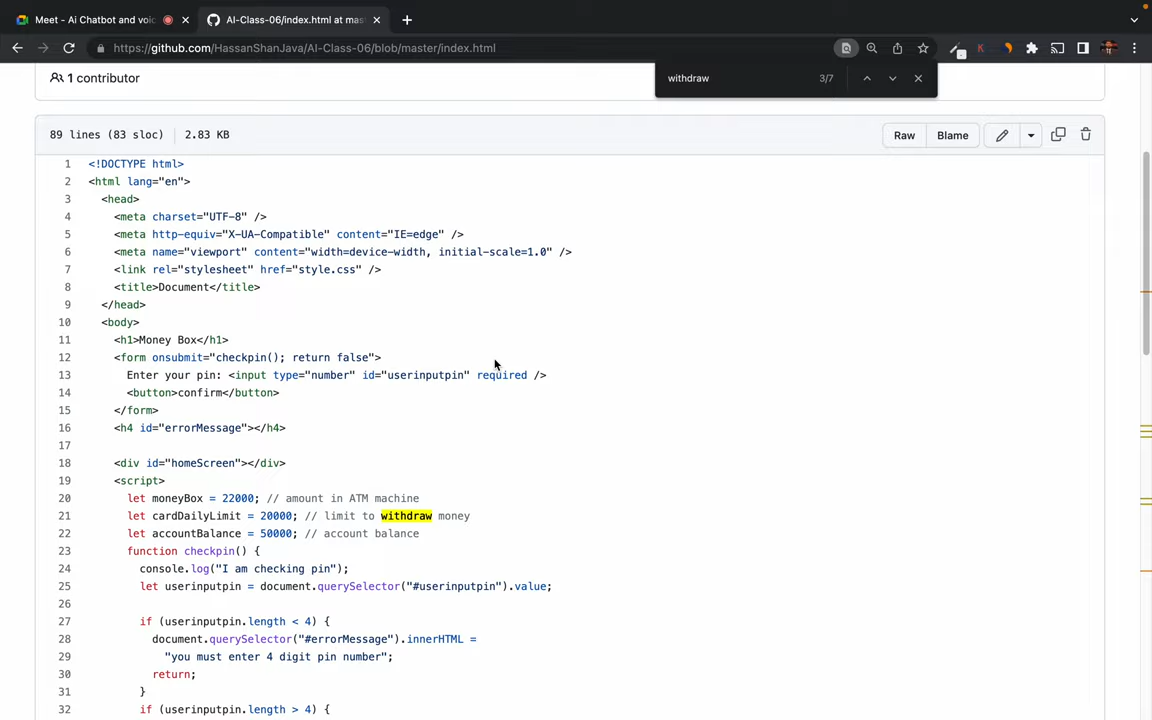 Meet - Ai Chatbot and voic
AI-Class-06/index.html at mas
https://github.com/HassanShanJava/AI-Class-06/blob/master/index.html
withdraw 3/7
1 contributor
89 lines (83 sloc) 2.83 KB
Raw Blame
1 <!DOCTYPE html>
2 <html lang="en">
3 <head>
4 <meta charset="UTF-8" />
5 <meta http-equiv="X-UA-Compatible" content="IE=edge" />
6 <meta name="viewport" content="width=device-width, initial-scale=1.0" />
7 <link rel="stylesheet" href="style.css" />
8 <title>Document</title>
9 </head>
10 <body>
11 <h1>Money Box</h1>
12 <form onsubmit="checkpin(); return false">
13 Enter your pin: <input type="number" id="userinputpin" required />
14 <button>confirm</button>
15 </form>
16 <h4 id="errorMessage"></h4>
17
18 <div id="homeScreen"></div>
19 <script>
20 let moneyBox = 22000; // amount in ATM machine
21 let cardDailyLimit = 20000; // limit to withdraw money
22 let accountBalance = 50000; // account balance
23 function checkpin() {
24 console.log("I am checking pin");
25 let userinputpin = document.querySelector("#userinputpin").value;
26
27 if (userinputpin.length < 4) {
28 document.querySelector("#errorMessage").innerHTML =
29 "you must enter 4 digit pin number";
30 return;
31 }
32 if (userinputpin.length > 4) {